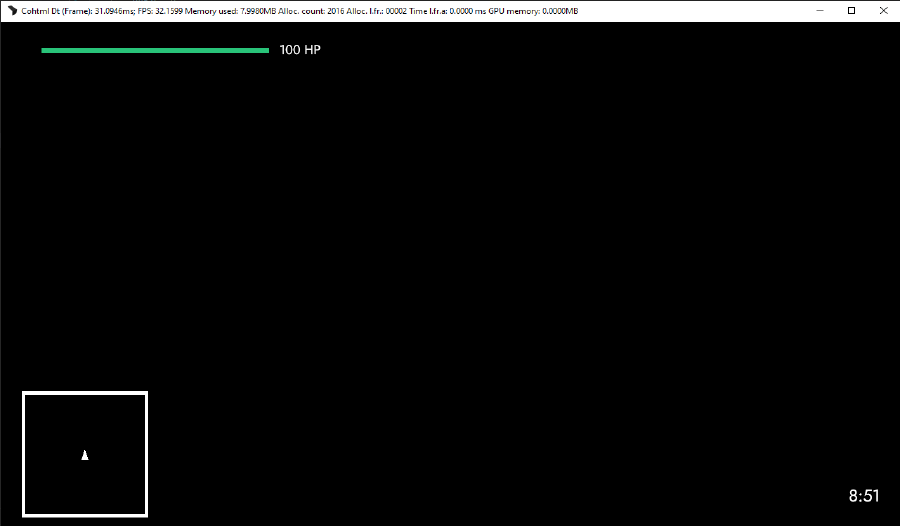 Cohtml Dt (Frame): 31.0946ms; FPS: 32.1599 Memory used: 7.9980MB Alloc. count: 2016 Alloc. l.fr.: 00002 Time l.fr.a: 0.0000 ms GPU memory: 0.0000MB
100 HP
8:51